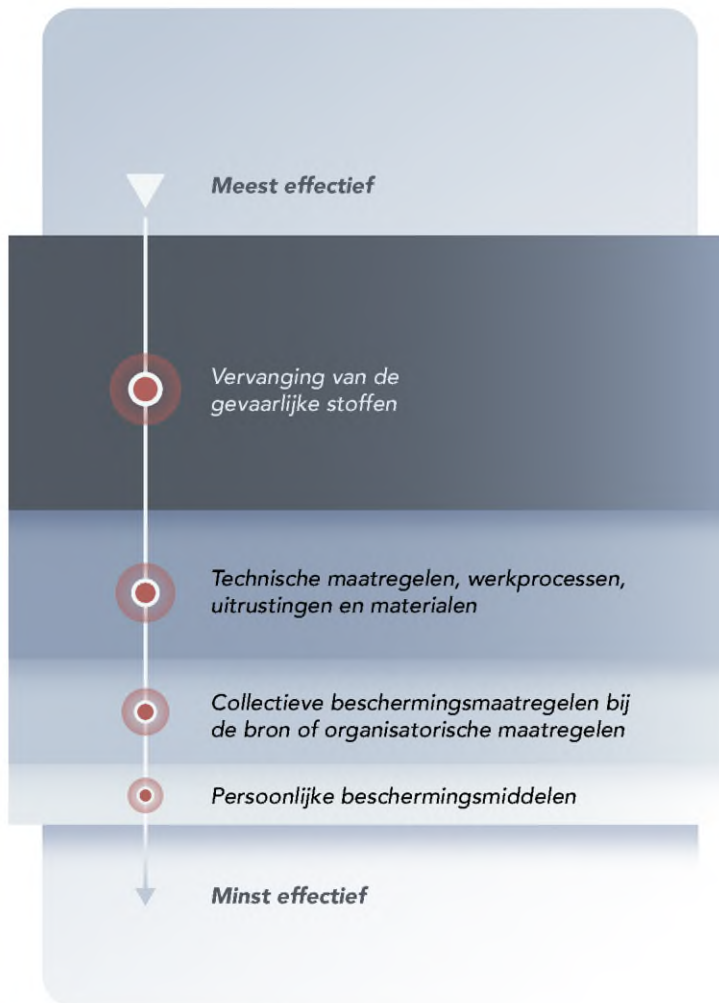 Meest effectief
Vervanging van de
gevaarlijke stoffen
Technische maatregelen, werkprocessen,
uitrustingen en materialen
Collectieve beschermingsmaatregelen bij
de bron of organisatorische maatregelen
Persoonlijke beschermingsmiddelen
Minst effectief